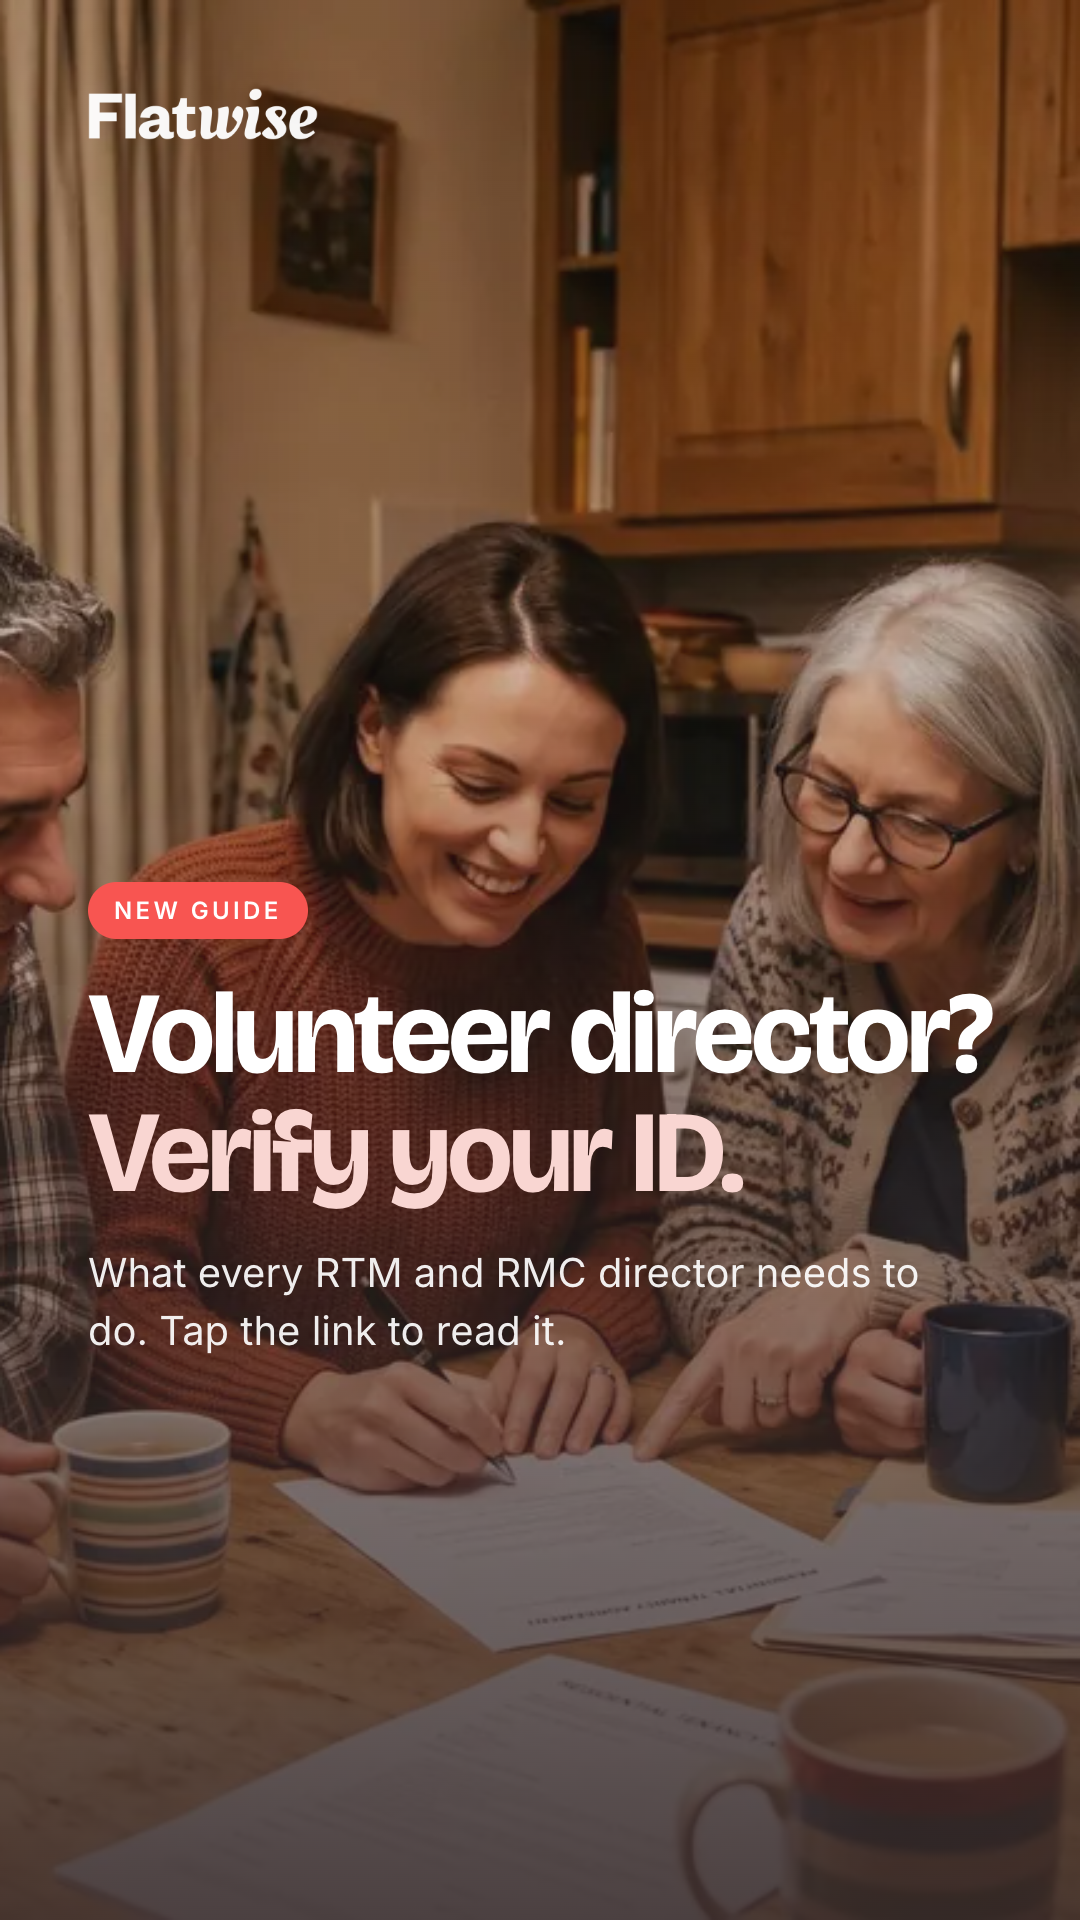 Flatwise
NEW GUIDE
Volunteer director?
Verify your ID.
What every RTM and RMC director needs to
do. Tap the link to read it.